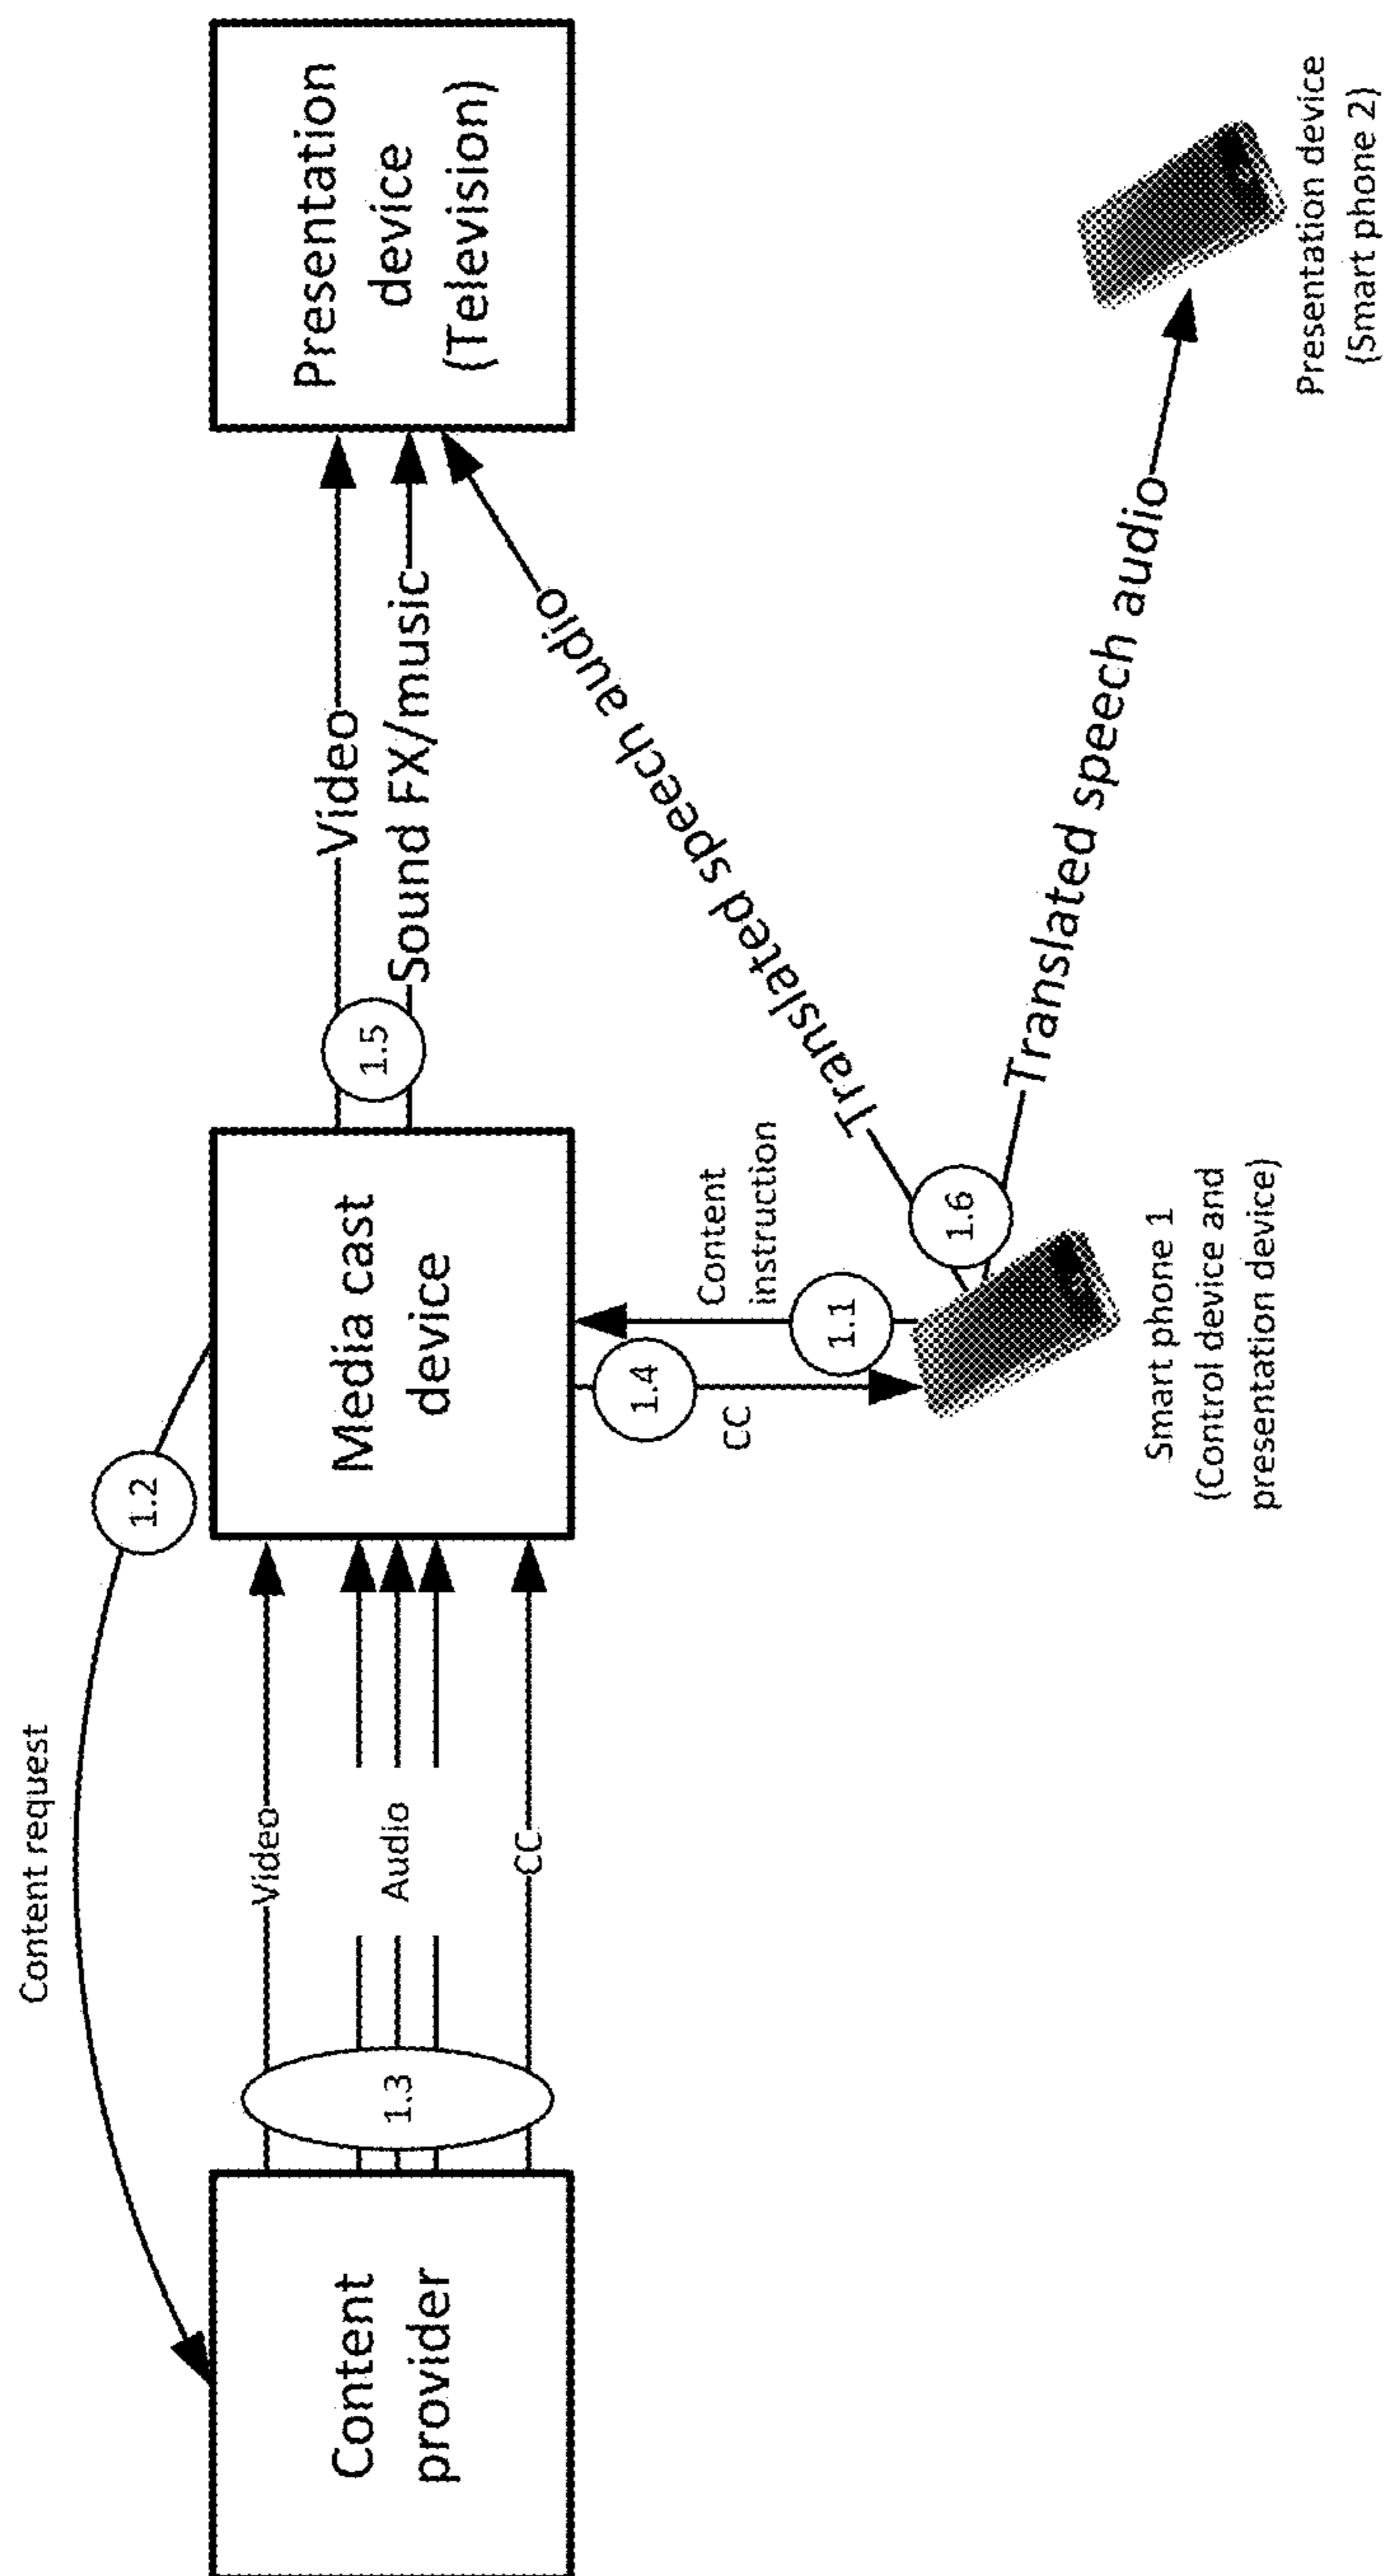 Content request
1.2
Content
provider
1.3
Video
Audio
CC
Media cast
device
1.5
Video
Sound FX/music
Presentation
device
(Television)
1.4
CC
1.1
Content
instruction
1.6
Translated speech audio
Translated speech audio
Smart phone 1
(Control device and
presentation device)
Presentation device
(Smart phone 2)